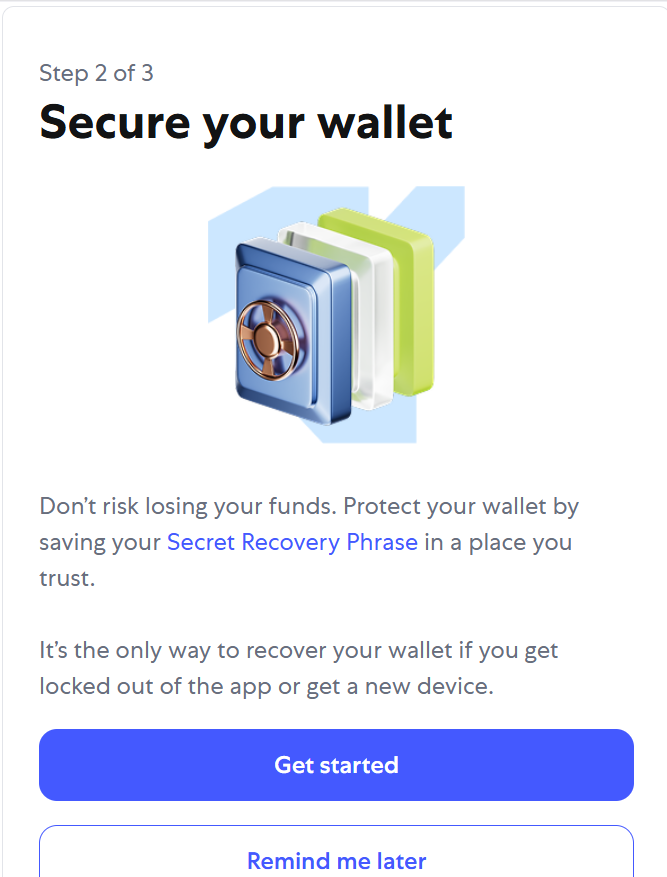 Step 2 of 3
Secure your wallet
Don’t risk losing your funds. Protect your wallet by
saving your Secret Recovery Phrase in a place you
trust.
It’s the only way to recover your wallet if you get
locked out of the app or get a new device.
Get started
Remind me later